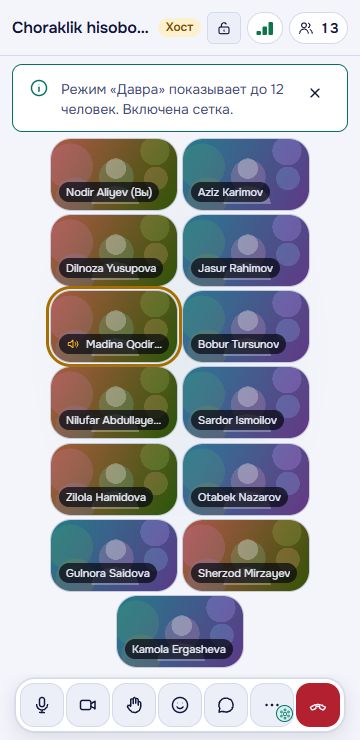 Choraklik hisobo... Хост 13
Режим «Давра» показывает до 12
человек. Включена сетка.
Nodir Aliyev (Вы) Aziz Karimov
Dilnoza Yusupova Jasur Rahimov
Madina Qodir... Bobur Tursunov
Nilufar Abdullaye... Sardor Ismoilov
Zilola Hamidova Otabek Nazarov
Gulnora Saidova Sherzod Mirzayev
Kamola Ergasheva